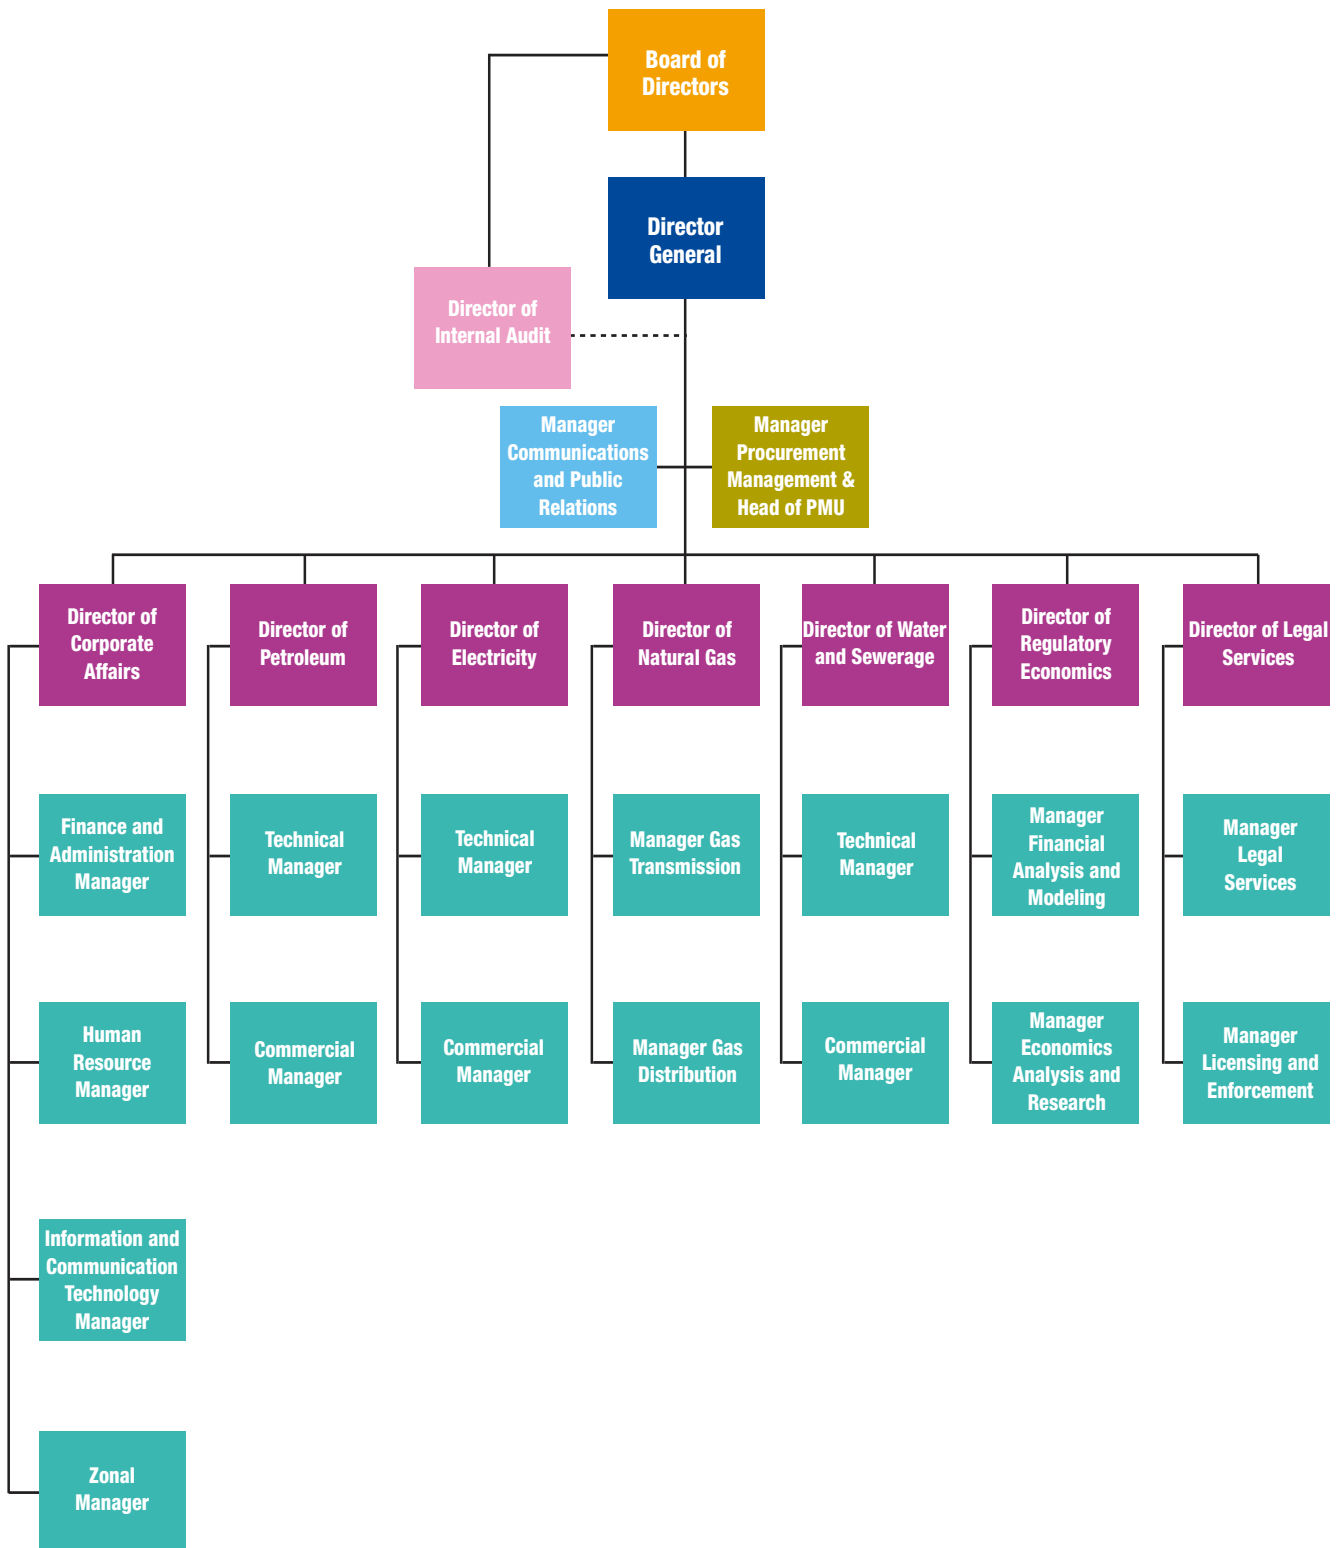 Board of
Directors
Director
General
Director of
Internal Audit
Manager
Communications
and Public
Relations
Manager
Procurement
Management &
Head of PMU
Director of
Corporate
Affairs
Director of
Petroleum
Director of
Electricity
Director of
Natural Gas
Director of Water
and Sewerage
Director of
Regulatory
Economics
Director of Legal
Services
Finance and
Administration
Manager
Technical
Manager
Technical
Manager
Manager Gas
Transmission
Technical
Manager
Manager
Financial
Analysis and
Modeling
Manager
Legal
Services
Human
Resource
Manager
Commercial
Manager
Commercial
Manager
Manager Gas
Distribution
Commercial
Manager
Manager
Economics
Analysis and
Research
Manager
Licensing and
Enforcement
Information and
Communication
Technology
Manager
Zonal
Manager